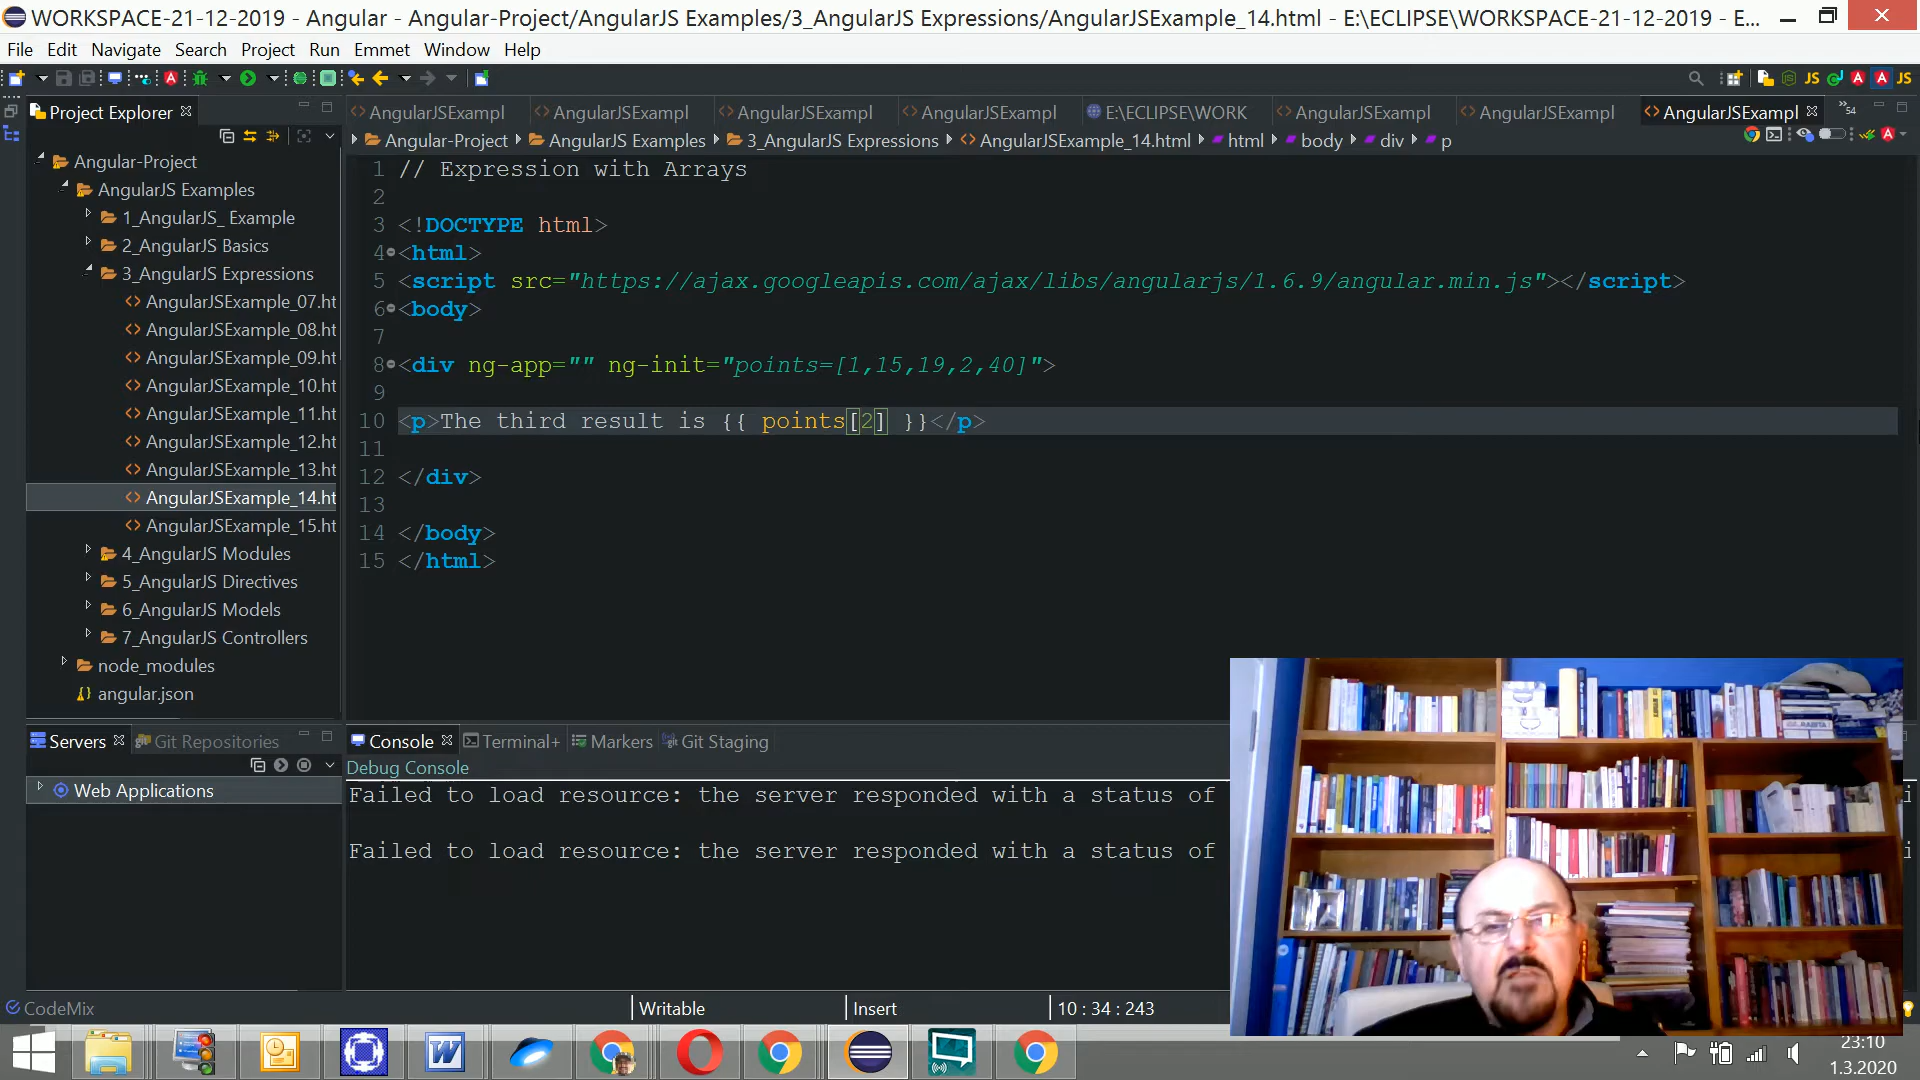 WORKSPACE-21-12-2019 - Angular - Angular-Project/AngularJS Examples/3_AngularJS Expressions/AngularJSExample_14.html - E:\ECLIPSE\WORKSPACE-21-12-2019 - E...
File Edit Navigate Search Project Run Emmet Window Help
JS JS
Project Explorer
AngularJSExampl AngularJSExampl AngularJSExampl AngularJSExampl E:\ECLIPSE\WORK AngularJSExampl AngularJSExampl AngularJSExampl 54
Angular-Project AngularJS Examples 3_AngularJS Expressions AngularJSExample_14.html html body div p
Angular-Project
AngularJS Examples
1_AngularJS_ Example
2_AngularJS Basics
3_AngularJS Expressions
AngularJSExample_07.ht
AngularJSExample_08.ht
AngularJSExample_09.ht
AngularJSExample_10.ht
AngularJSExample_11.ht
AngularJSExample_12.ht
AngularJSExample_13.ht
AngularJSExample_14.ht
AngularJSExample_15.ht
4_AngularJS Modules
5_AngularJS Directives
6_AngularJS Models
7_AngularJS Controllers
node_modules
angular.json
1 // Expression with Arrays
2
3 <!DOCTYPE html>
4 <html>
5 <script src="https://ajax.googleapis.com/ajax/libs/angularjs/1.6.9/angular.min.js"></script>
6 <body>
7
8 <div ng-app="" ng-init="points=[1,15,19,2,40]">
9
10 <p>The third result is {{ points[2] }}</p>
11
12 </div>
13
14 </body>
15 </html>
Servers Git Repositories
Web Applications
Console Terminal+ Markers Git Staging
Debug Console
Failed to load resource: the server responded with a status of
Failed to load resource: the server responded with a status of
CodeMix Writable Insert 10 : 34 : 243
23:10
1.3.2020